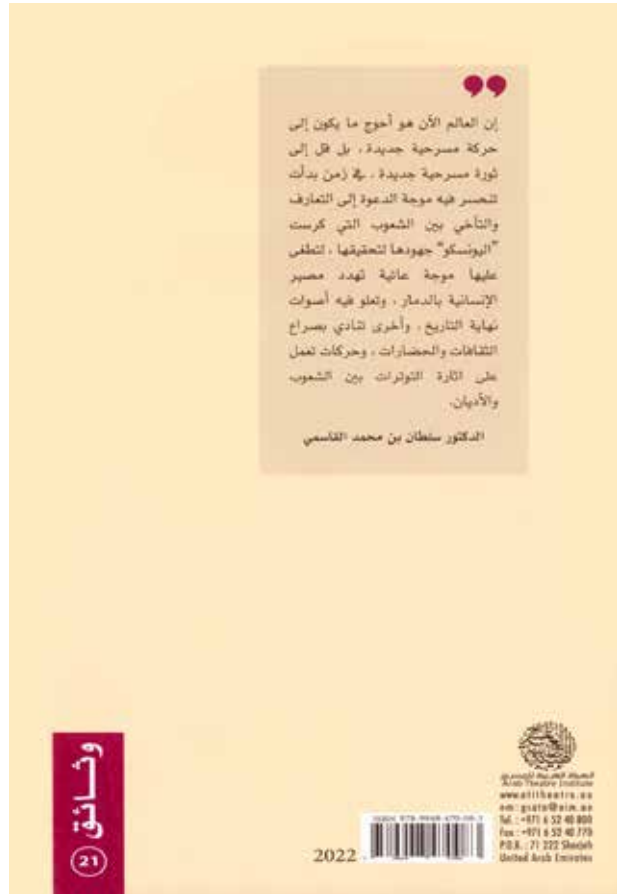 إن العالم الآن هو أحوج ما يكون إلى
حركة مسرحية جديدة، بل قل إلى
ثورة مسرحية جديدة، في زمن بدأت
تنحسر فيه موجة الدعوة إلى التعارف
والتآخي بين الشعوب التي كرست
"اليونسكو" جهودها لتحقيقها، لتطغى
عليها موجة عاتية تهدد مصير
الإنسانية بالدمار، وتعلو فيه أصوات
نهاية التاريخ، وأخرى تنادي بصراع
الثقافات والحضارات، وحركات تعمل
على اثارة التوترات بين الشعوب
والأديان.
الدكتور سلطان بن محمد القاسمي
وثـائق
21
2022
الهيئة العربية للمسرح
Arab Theatre Institute
Tel.: +971 6 52 40 800
Fax: +971 6 52 40 770
P.O.B.: 71 222 Sharjah
United Arab Emirates